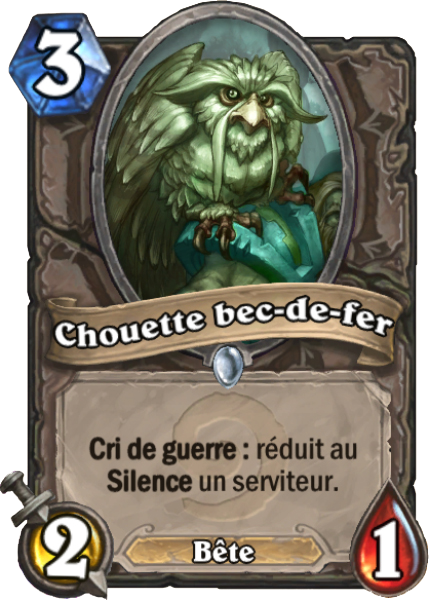 3
Chouette bec-de-fer
Cri de guerre : réduit au
Silence un serviteur.
2
Bête
1